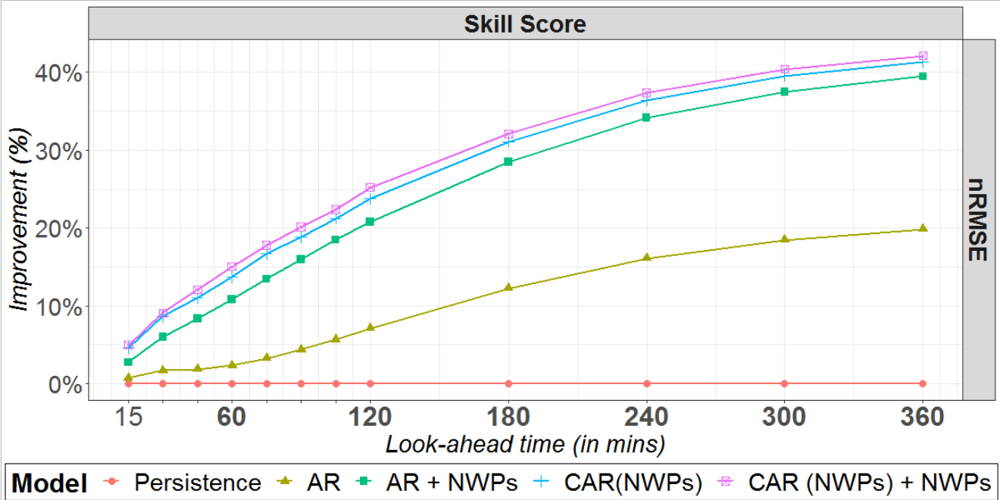 Skill Score
nRMSE
Improvement (%)
40%
30%
20%
10%
0%
15 60 120 180 240 300 360
Look-ahead time (in mins)
Model Persistence AR AR + NWPs CAR(NWPs) CAR (NWPs) + NWPs